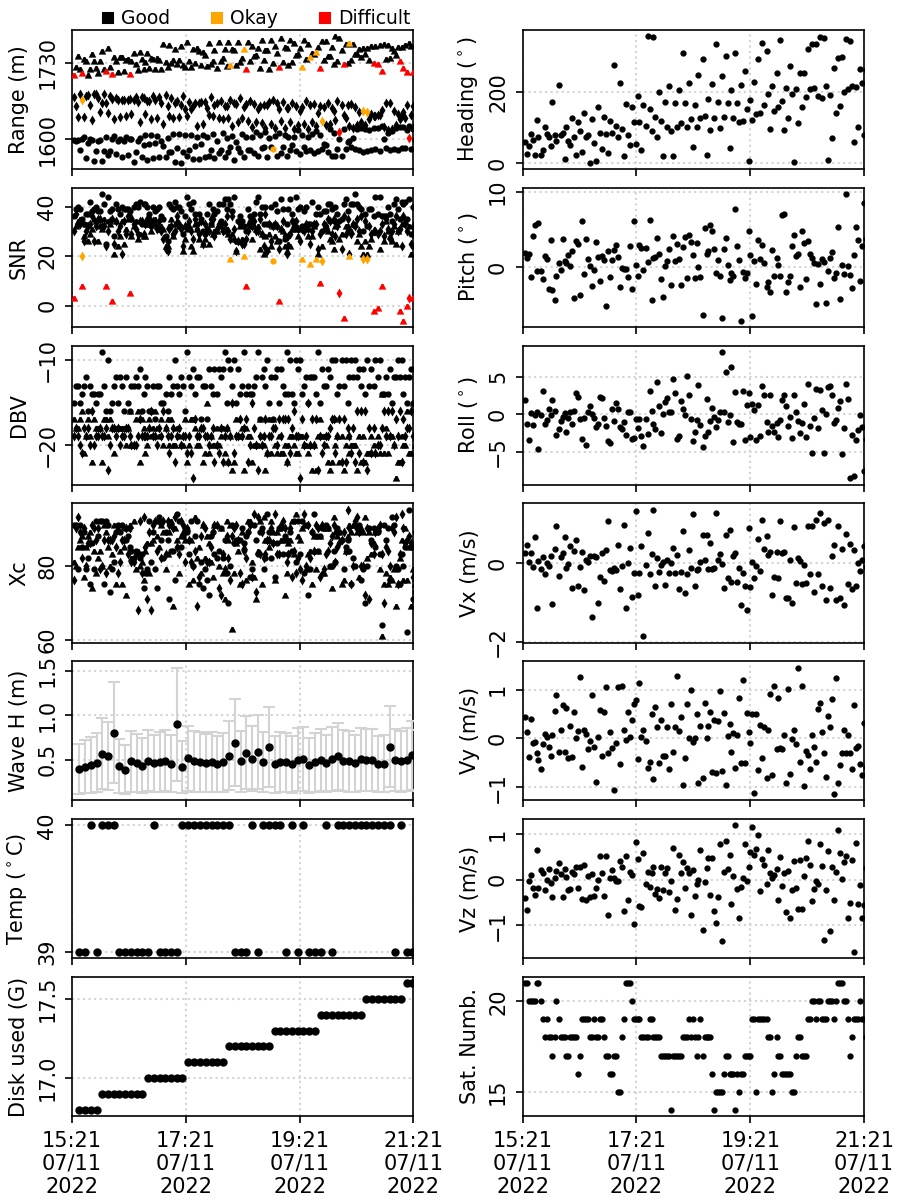 Good Okay Difficult
Range (m)
1730
1600
Heading (°)
200
0
SNR
40
20
0
Pitch (°)
10
0
DBV
−10
−20
Roll (°)
5
0
−5
Xc
80
60
Vx (m/s)
0
−2
Wave H (m)
1.5
1.0
0.5
Vy (m/s)
1
0
−1
Temp (°C)
40
39
Vz (m/s)
1
0
−1
Disk used (G)
17.5
17.0
Sat. Numb.
20
15
15:21 17:21 19:21 21:21 15:21 17:21 19:21 21:21
07/11 07/11 07/11 07/11 07/11 07/11 07/11 07/11
2022 2022 2022 2022 2022 2022 2022 2022